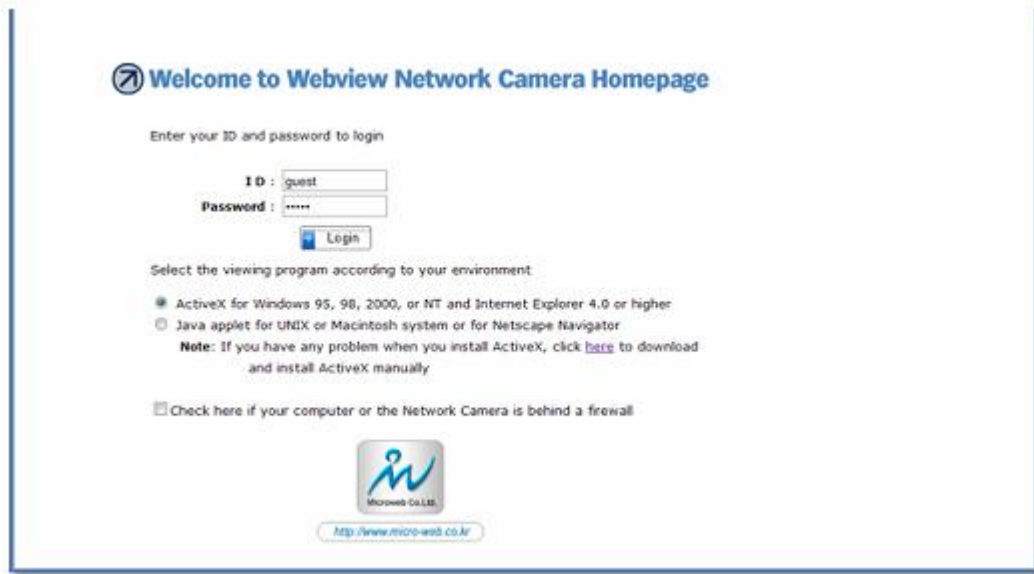 Welcome to Webview Network Camera Homepage
Enter your ID and password to login
I D : guest
Password : •••••
Login
Select the viewing program according to your environment
ActiveX for Windows 95, 98, 2000, or NT and Internet Explorer 4.0 or higher
Java applet for UNIX or Macintosh system or for Netscape Navigator
Note: If you have any problem when you install ActiveX, click here to download
and install ActiveX manually
Check here if your computer or the Network Camera is behind a firewall
Microweb Co.Ltd.
http://www.micro-web.co.kr